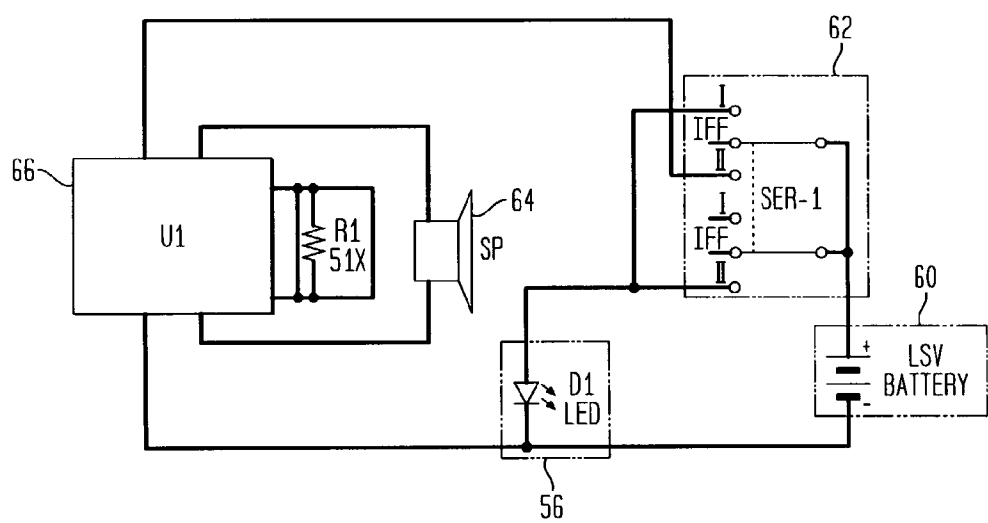 62
I
IFF
II
SER-1
I
IFF
II
66
U1
R1
51X
64
SP
60
+
LSV
BATTERY
-
D1
LED
56